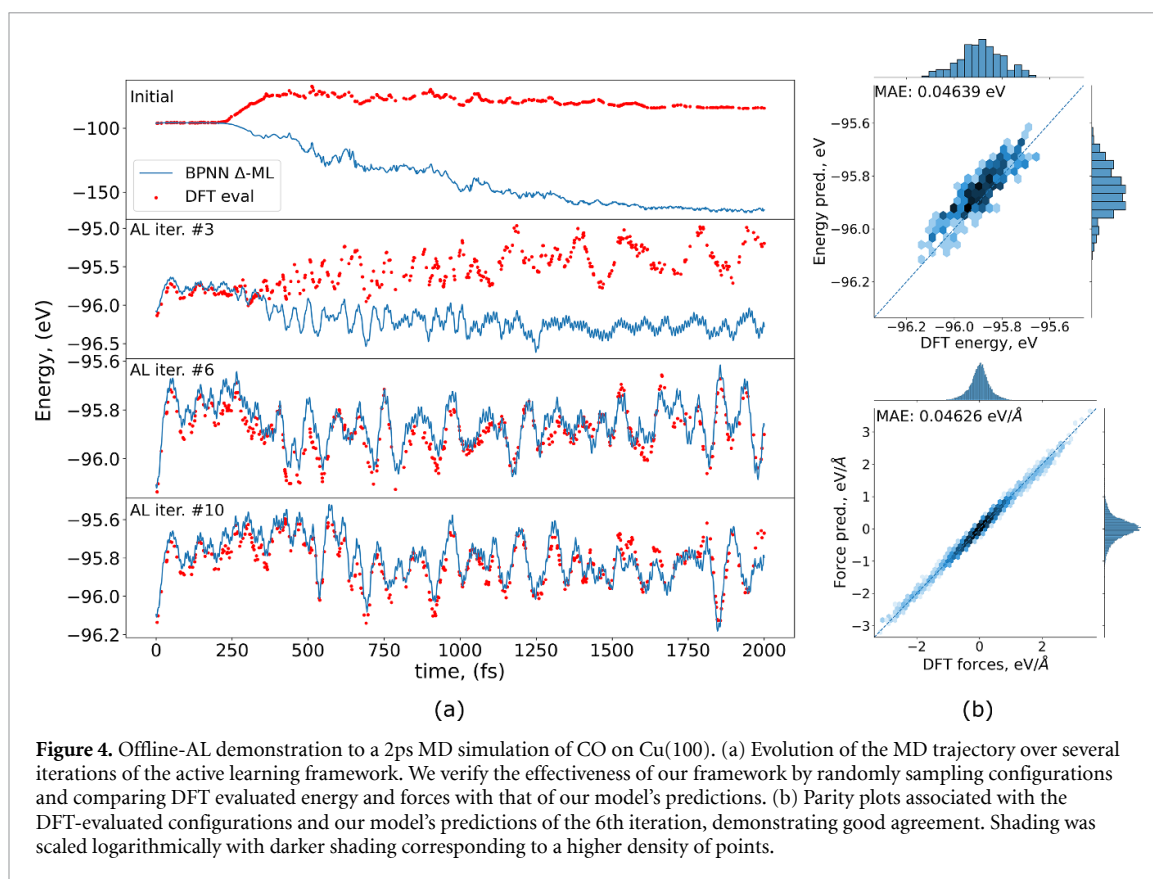 Initial
−100
−150
BPNN Δ-ML
DFT eval
AL iter. #3
−95.0
−95.5
−96.0
−96.5
AL iter. #6
−95.6
−95.8
−96.0
AL iter. #10
−95.6
−95.8
−96.0
−96.2
Energy, (eV)
0 250 500 750 1000 1250 1500 1750 2000
time, (fs)
(a)
MAE: 0.04639 eV
−95.6
−95.8
−96.0
−96.2
Energy pred., eV
−96.2 −96.0 −95.8 −95.6
DFT energy, eV
MAE: 0.04626 eV/Å
3
2
1
0
−1
−2
−3
Force pred., eV/Å
−2 0 2
DFT forces, eV/Å
(b)
Figure 4. Offline-AL demonstration to a 2ps MD simulation of CO on Cu(100). (a) Evolution of the MD trajectory over several
iterations of the active learning framework. We verify the effectiveness of our framework by randomly sampling configurations
and comparing DFT evaluated energy and forces with that of our model's predictions. (b) Parity plots associated with the
DFT-evaluated configurations and our model's predictions of the 6th iteration, demonstrating good agreement. Shading was
scaled logarithmically with darker shading corresponding to a higher density of points.